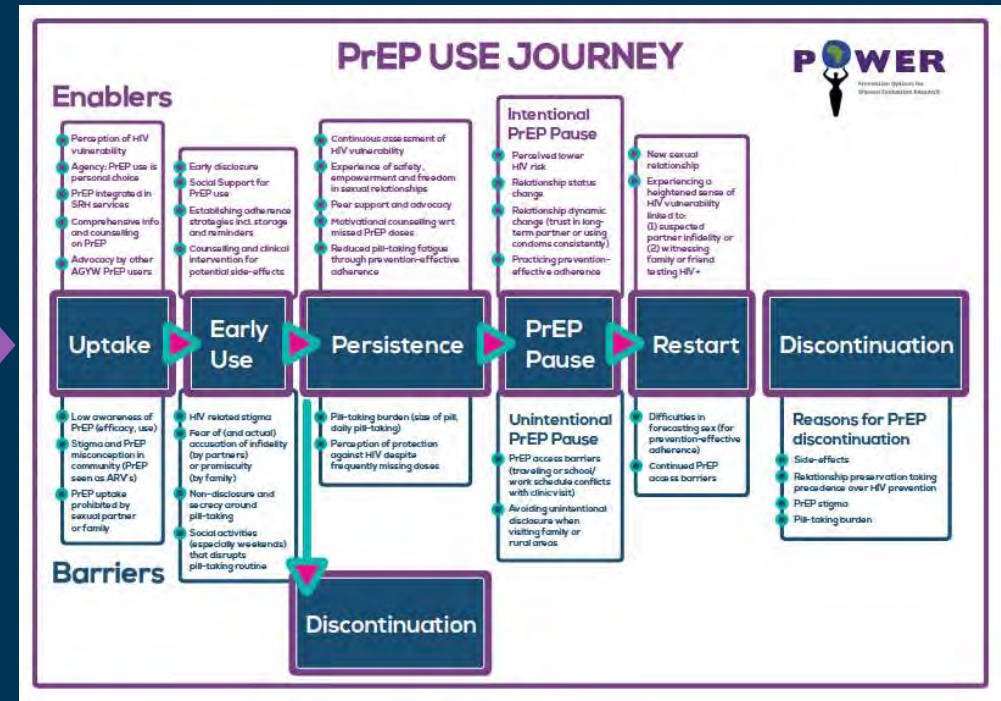 PrEP USE JOURNEY
POWER
Prevention Options for
Women Evaluation Research
Enablers
Perception of HIV
vulnerability
Agency: PrEP use is
personal choice
PrEP integrated in
SRH services
Comprehensive info
and counselling
on PrEP
Advocacy by other
AGYW PrEP users
Early disclosure
Social Support for
PrEP use
Establishing adherence
strategies incl. storage
and reminders
Counselling and clinical
intervention for
potential side-effects
Continuous assessment of
HIV vulnerability
Experience of safety,
empowerment and freedom
in sexual relationships
Peer support and advocacy
Motivational counselling wrt
missed PrEP doses
Reduced pill-taking fatigue
through prevention-effective
adherence
Intentional
PrEP Pause
Perceived lower
HIV risk
Relationship status
change
Relationship dynamic
change (trust in long-
term partner or using
condoms consistently)
Practicing prevention-
effective adherence
New sexual
relationship
Experiencing a
heightened sense of
HIV vulnerability
linked to:
(1) suspected
partner infidelity or
(2) witnessing
family or friend
testing HIV+
Uptake
Early
Use
Persistence
PrEP
Pause
Restart
Discontinuation
Low awareness of
PrEP (efficacy, use)
Stigma and PrEP
misconception in
community (PrEP
seen as ARV's)
PrEP uptake
prohibited by
sexual partner
or family
HIV related stigma
Fear of (and actual)
accusation of infidelity
(by partners)
or promiscuity
(by family)
Non-disclosure and
secrecy around
pill-taking
Social activities
(especially weekends)
that disrupts
pill-taking routine
Pill-taking burden (size of pill,
daily pill-taking)
Perception of protection
against HIV despite
frequently missing doses
Unintentional
PrEP Pause
PrEP access barriers
(traveling or school/
work schedule conflicts
with clinic visit)
Avoiding unintentional
disclosure when
visiting family or
rural areas
Difficulties in
forecasting sex (for
prevention-effective
adherence)
Continued PrEP
access barriers
Reasons for PrEP
discontinuation
Side-effects
Relationship preservation taking
precedence over HIV prevention
PrEP stigma
Pill-taking burden
Barriers
Discontinuation